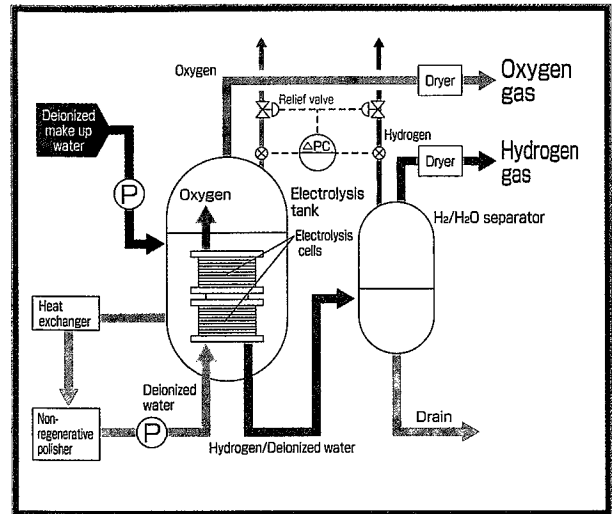 Oxygen
Dryer
Oxygen
gas
Relief valve
Deionized
make up
water
ΔPC
Hydrogen
Dryer
Hydrogen
gas
P
Oxygen
Electrolysis
tank
H₂/H₂O separator
Electrolysis
cells
Heat
exchanger
Deionized
water
Non-
regenerative
polisher
P
Drain
Hydrogen/Deionized water